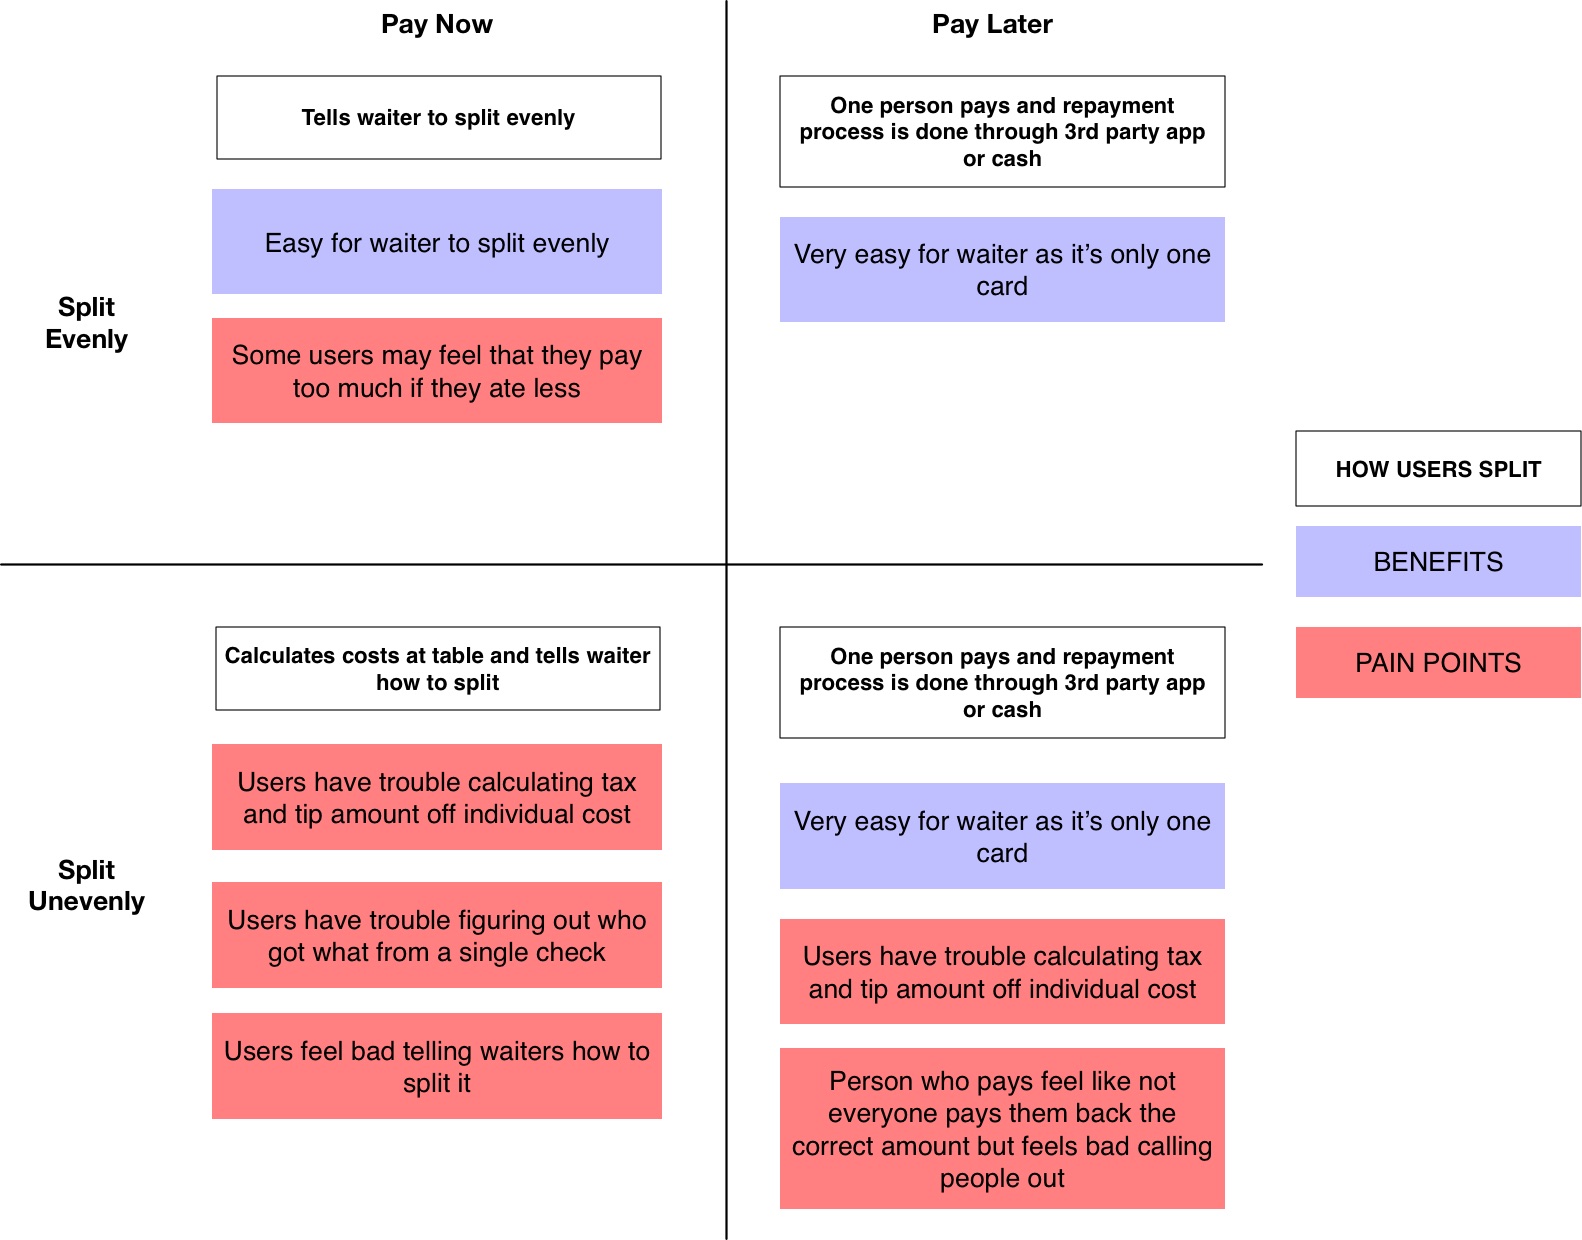 Pay Now
Pay Later
Tells waiter to split evenly
One person pays and repayment
process is done through 3rd party app
or cash
Easy for waiter to split evenly
Very easy for waiter as it’s only one
card
Split
Evenly
Some users may feel that they pay
too much if they ate less
HOW USERS SPLIT
BENEFITS
PAIN POINTS
Calculates costs at table and tells waiter
how to split
One person pays and repayment
process is done through 3rd party app
or cash
Users have trouble calculating tax
and tip amount off individual cost
Very easy for waiter as it’s only one
card
Split
Unevenly
Users have trouble figuring out who
got what from a single check
Users have trouble calculating tax
and tip amount off individual cost
Users feel bad telling waiters how to
split it
Person who pays feel like not
everyone pays them back the
correct amount but feels bad calling
people out